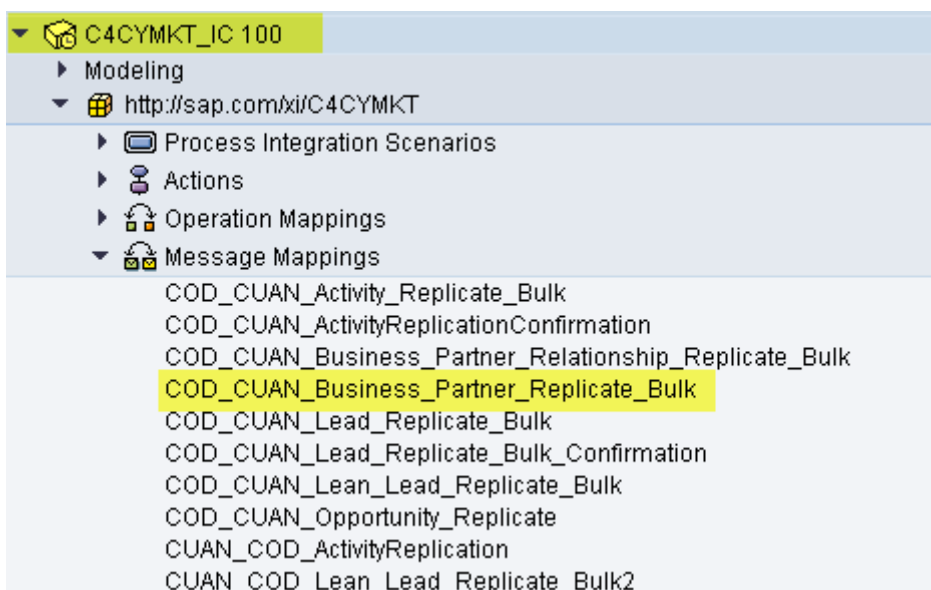 C4CYMKT_IC 100
Modeling
http://sap.com/xi/C4CYMKT
Process Integration Scenarios
Actions
Operation Mappings
Message Mappings
COD_CUAN_Activity_Replicate_Bulk
COD_CUAN_ActivityReplicationConfirmation
COD_CUAN_Business_Partner_Relationship_Replicate_Bulk
COD_CUAN_Business_Partner_Replicate_Bulk
COD_CUAN_Lead_Replicate_Bulk
COD_CUAN_Lead_Replicate_Bulk_Confirmation
COD_CUAN_Lean_Lead_Replicate_Bulk
COD_CUAN_Opportunity_Replicate
CUAN_COD_ActivityReplication
CUAN_COD_Lean_Lead_Replicate_Bulk2